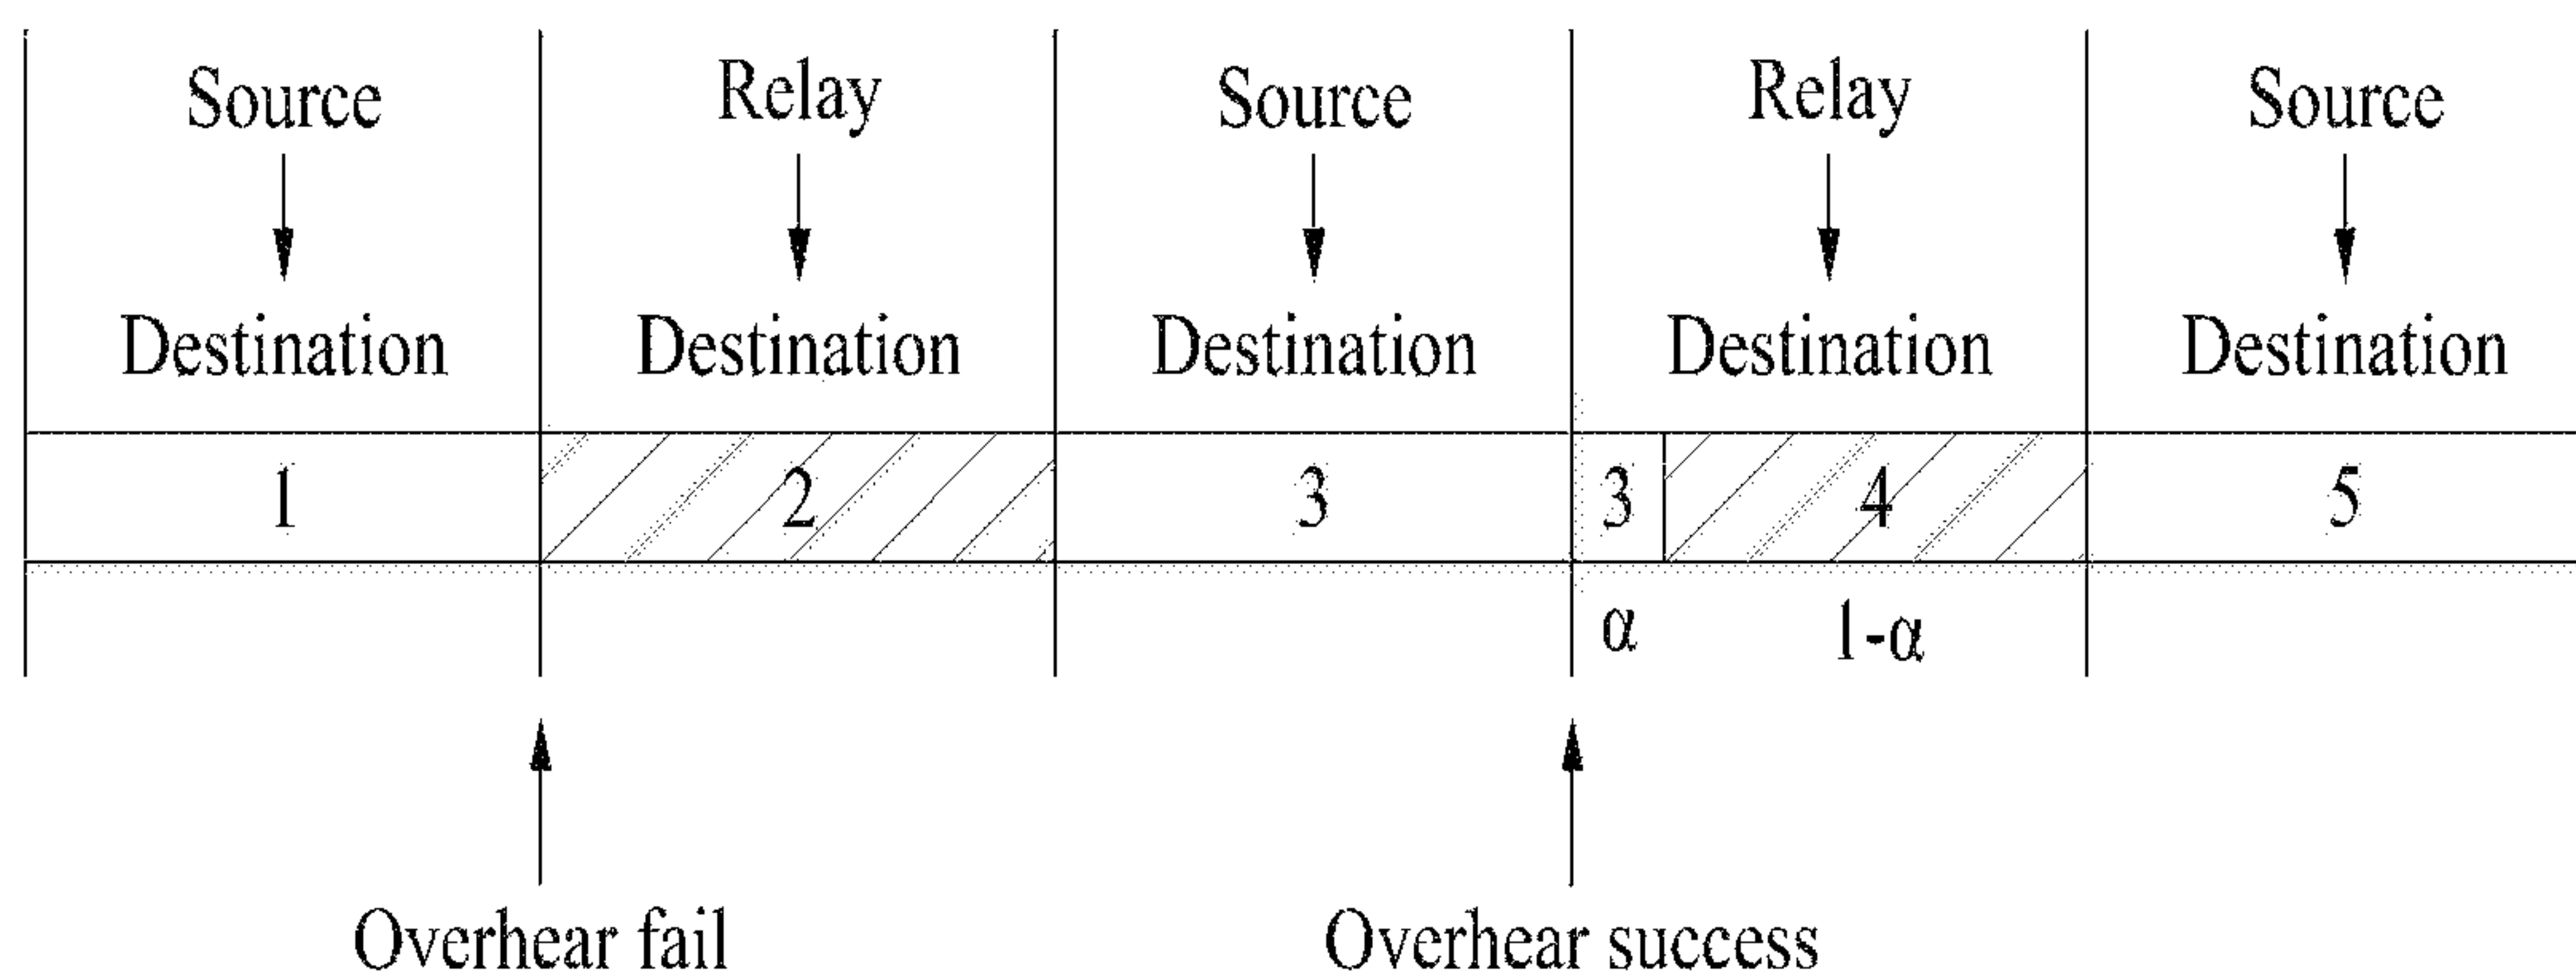 Source Relay Source Relay Source
Destination Destination Destination Destination Destination
1 2 3 3 4 5
α 1-α
Overhear fail Overhear success